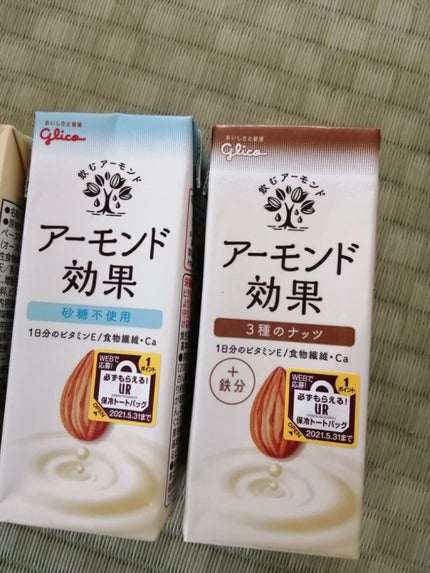 おいしさと健康
Glico
飲むアーモンド
アーモンド
効果
砂糖不使用
1日分のビタミンE/食物繊維・Ca
WEBで
応募!
1
ポイント
必ずもらえる!
UR
保冷トートバッグ
2021.5.31まで
おいしさと健康
Glico
飲むアーモンド
アーモンド
効果
3種のナッツ
1日分のビタミンE/食物繊維・Ca
+
鉄分
WEBで
応募!
1
ポイント
必ずもらえる!
UR
保冷トートバッグ
2021.5.31まで